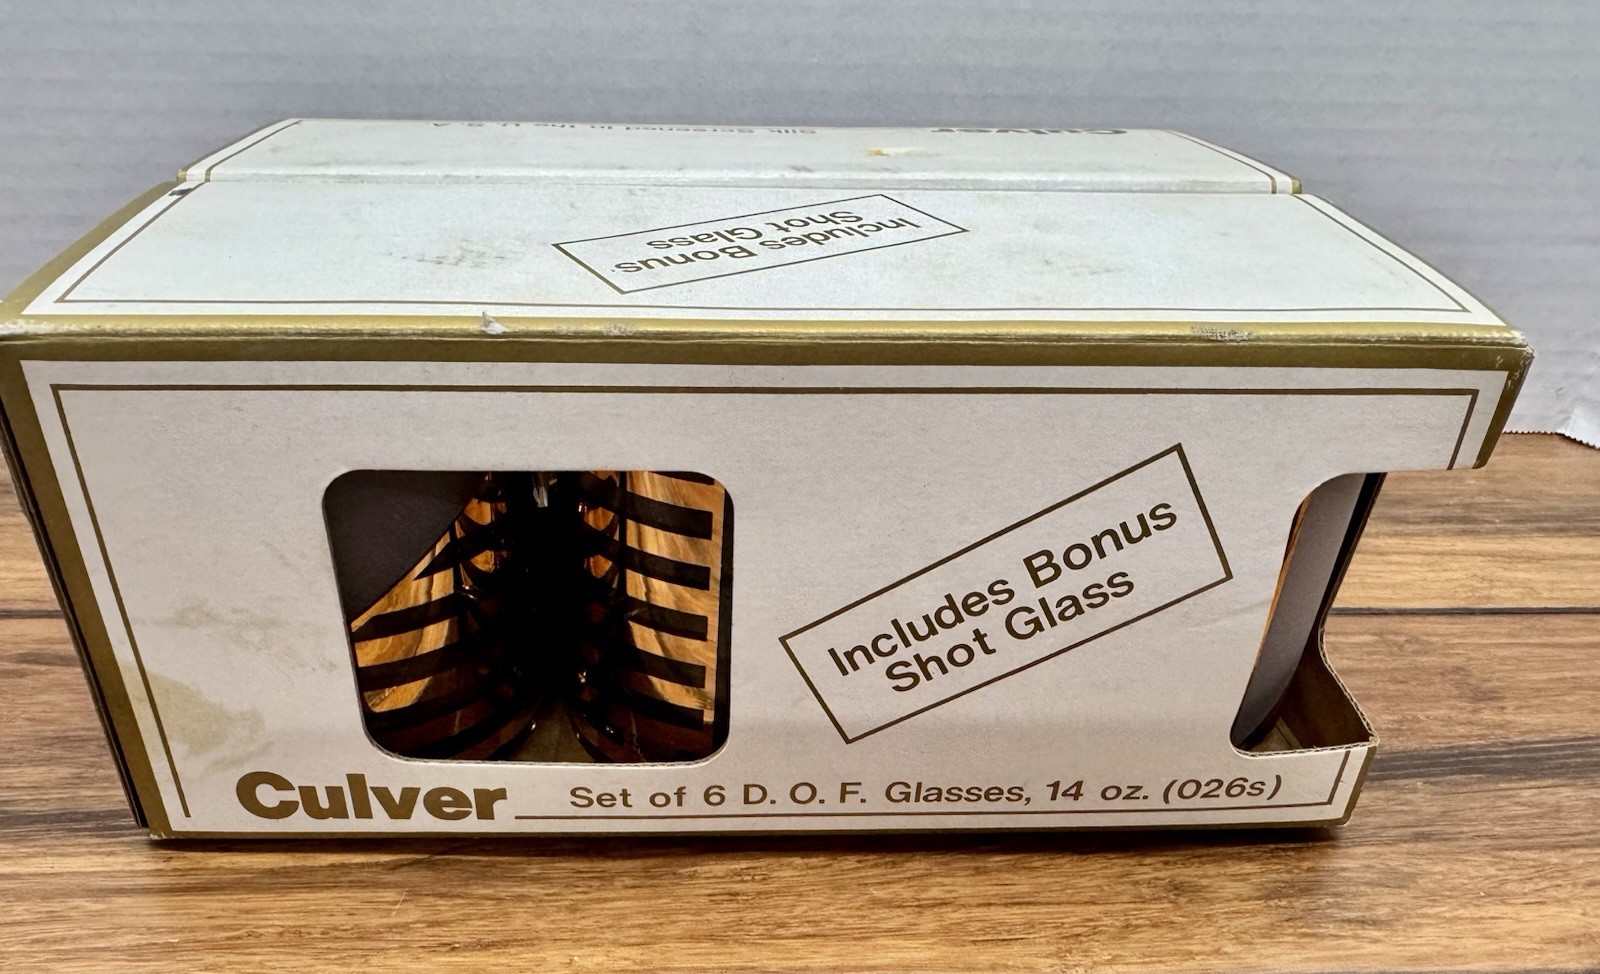 Culver
Silk screened in the U.S.A.
Includes Bonus
Shot Glass
Includes Bonus
Shot Glass
Culver Set of 6 D. O. F. Glasses, 14 oz. (026s)